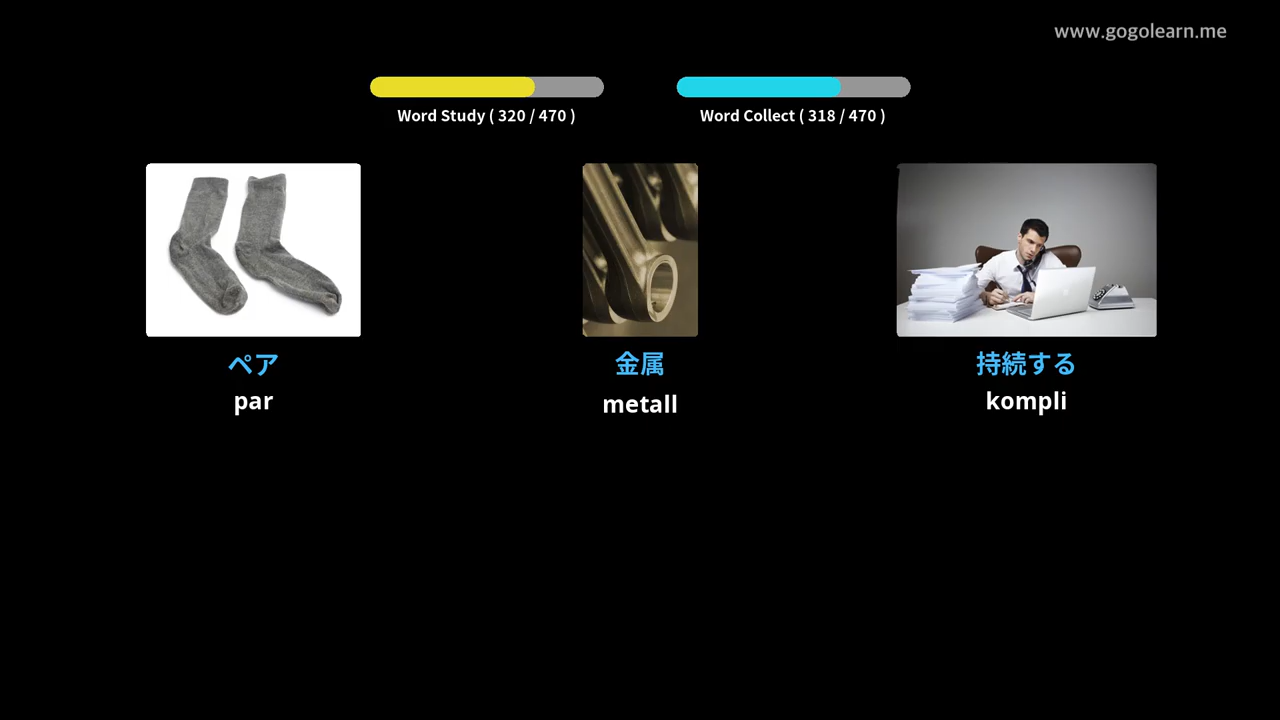 www.gogolearn.me
Word Study ( 320 / 470 )
Word Collect ( 318 / 470 )
ペア
金属
持続する
par
metall
kompli